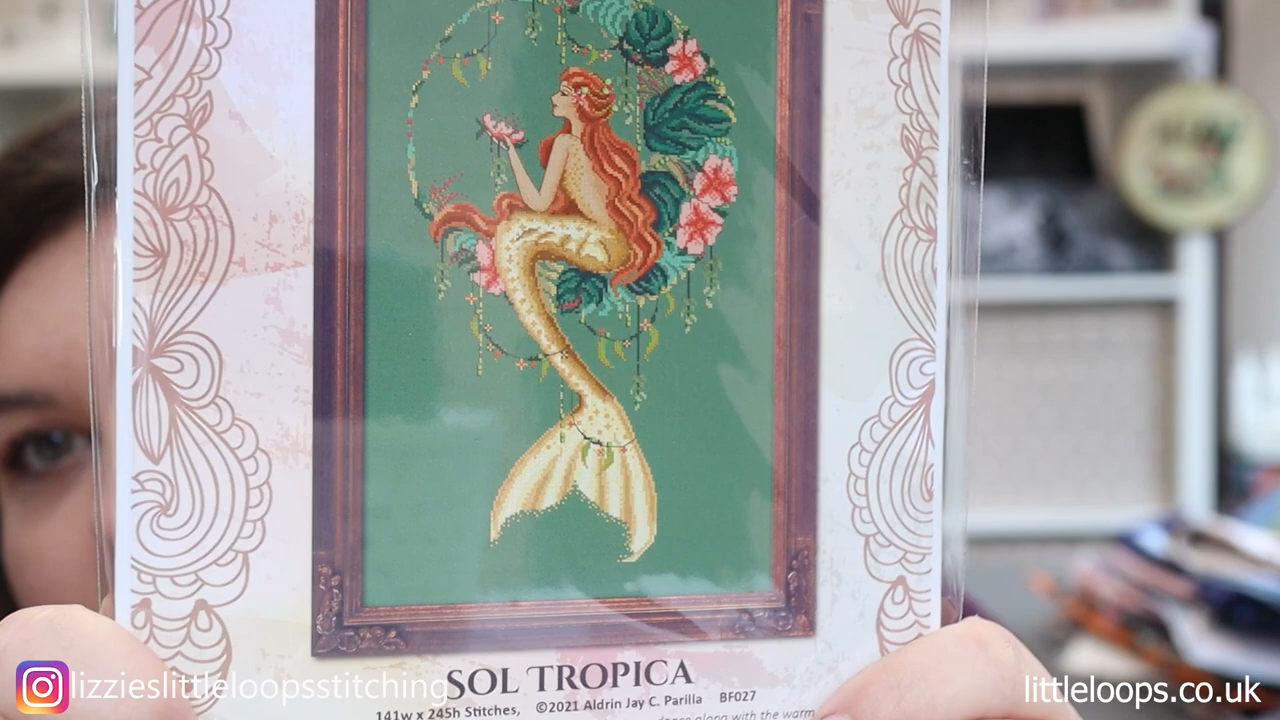 SOL TROPICA
lizzieslittleloopsstitching
littleloops.co.uk
141w x 245h Stitches, ©2021 Aldrin Jay C. Parilla BF027
along with the warm